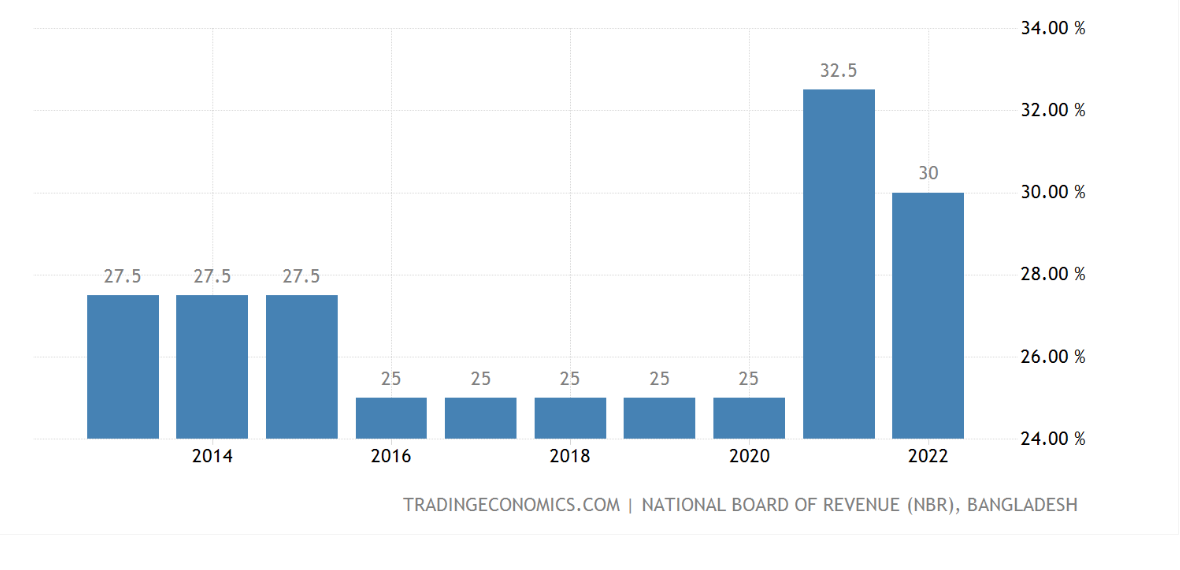 34.00 %
32.5
32.00 %
30
30.00 %
27.5 27.5 27.5
28.00 %
26.00 %
25 25 25 25 25
24.00 %
2014 2016 2018 2020 2022
TRADINGECONOMICS.COM | NATIONAL BOARD OF REVENUE (NBR), BANGLADESH